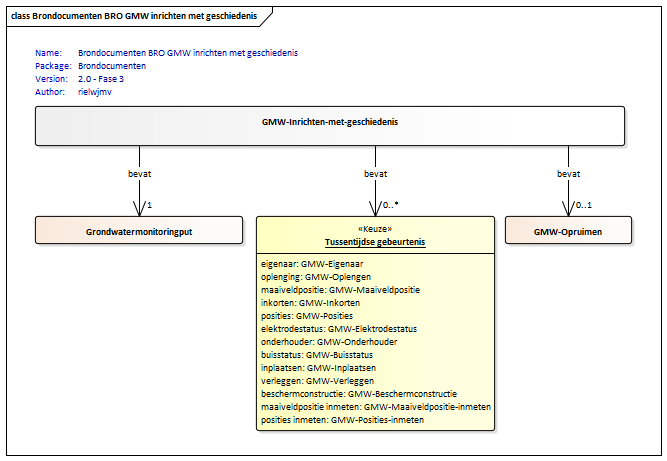 class Brondocumenten BRO GMW inrichten met geschiedenis
Name: Brondocumenten BRO GMW inrichten met geschiedenis
Package: Brondocumenten
Version: 2.0 - Fase 3
Author: rielwjmv
GMW-Inrichten-met-geschiedenis
bevat bevat bevat
1 0..* 0..1
Grondwatermonitoringput
«Keuze»
Tussentijdse gebeurtenis
GMW-Opruimen
eigenaar: GMW-Eigenaar
oplenging: GMW-Oplengen
maaiveldpositie: GMW-Maaiveldpositie
inkorten: GMW-Inkorten
posities: GMW-Posities
elektrodestatus: GMW-Elektrodestatus
onderhouder: GMW-Onderhouder
buisstatus: GMW-Buisstatus
inplaatsen: GMW-Inplaatsen
verleggen: GMW-Verleggen
beschermconstructie: GMW-Beschermconstructie
maaiveldpositie inmeten: GMW-Maaiveldpositie-inmeten
posities inmeten: GMW-Posities-inmeten